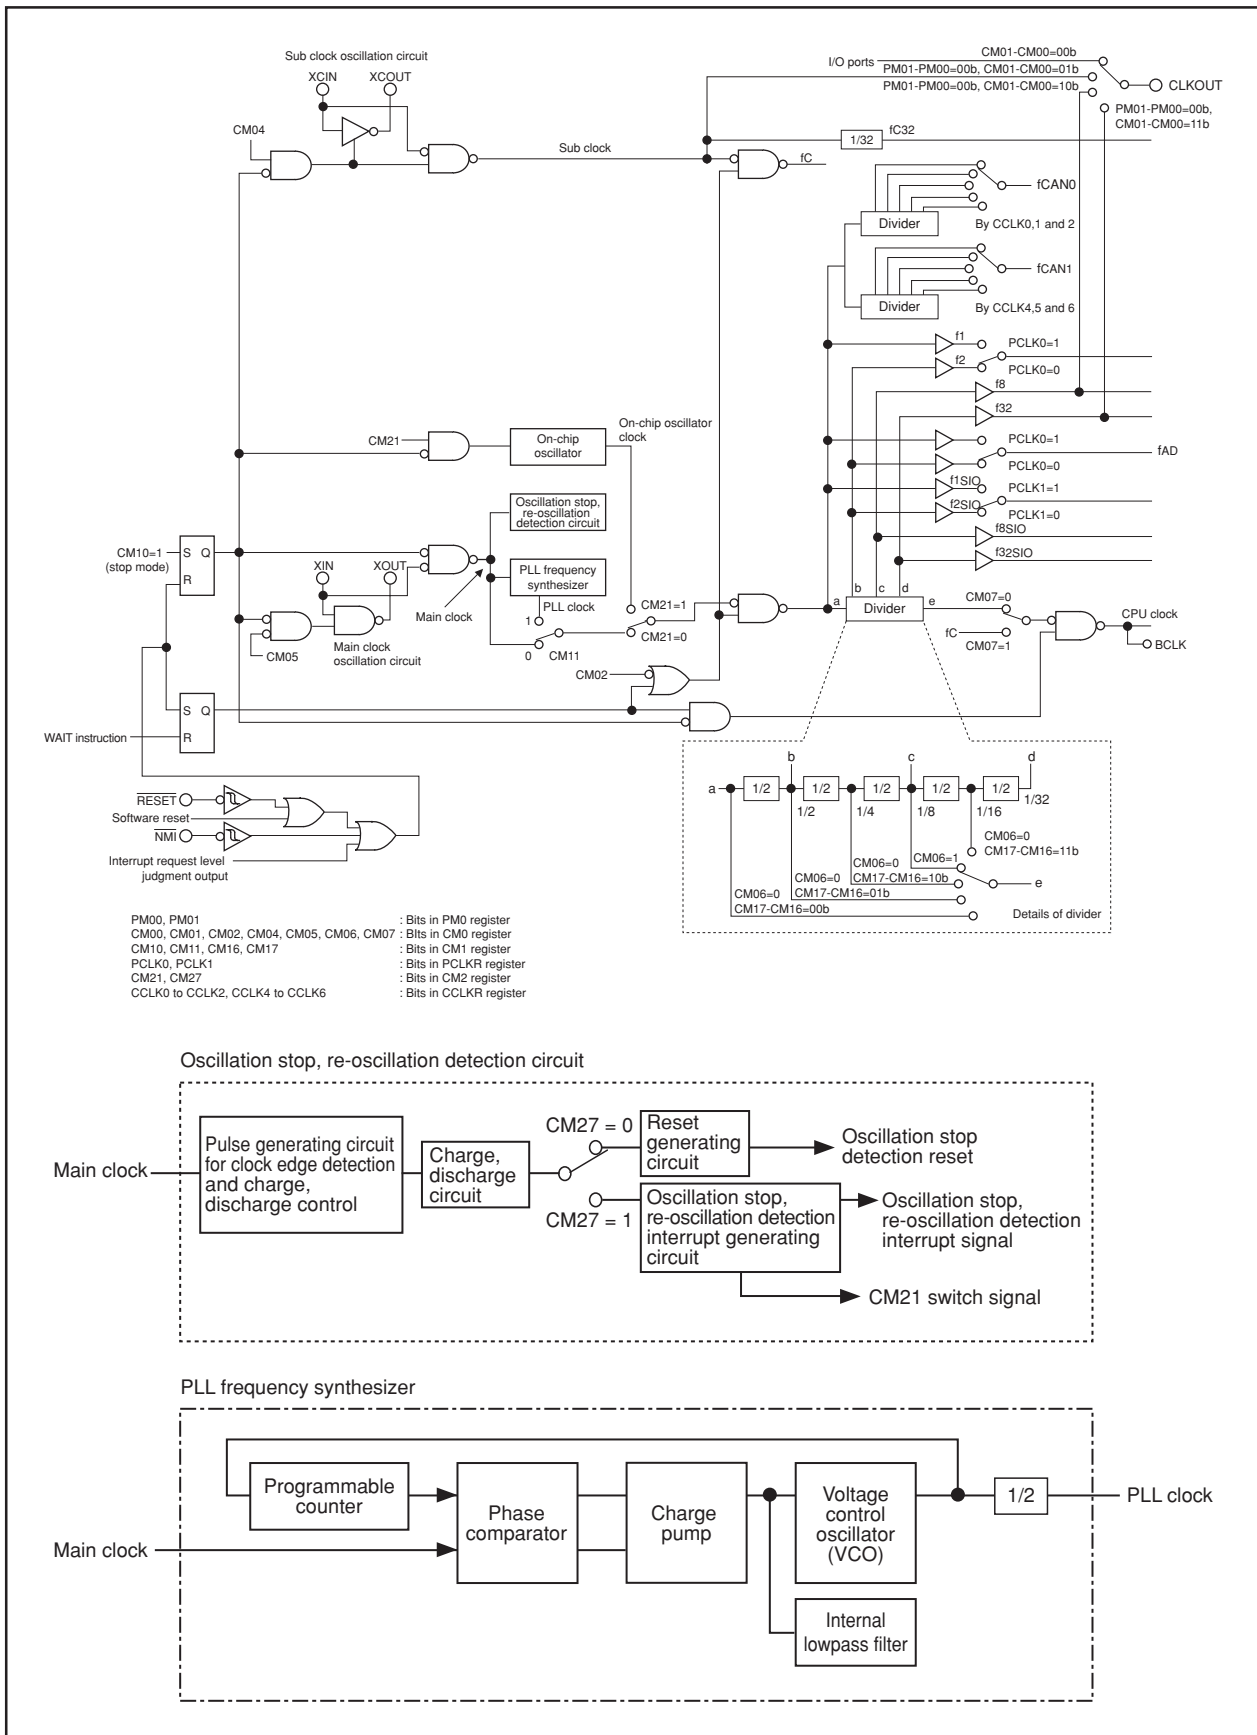 Sub clock oscillation circuit
XCIN
XCOUT
CM04
Sub clock
I/O ports
CM01-CM00=00b
PM01-PM00=00b, CM01-CM00=01b
PM01-PM00=00b, CM01-CM00=10b
CLKOUT
PM01-PM00=00b,
CM01-CM00=11b
1/32
fC32
fC
fCAN0
Divider
By CCLK0,1 and 2
fCAN1
Divider
By CCLK4,5 and 6
f1
PCLK0=1
f2
PCLK0=0
f8
f32
PCLK0=1
fAD
PCLK0=0
f1SIO
PCLK1=1
f2SIO
PCLK1=0
f8SIO
f32SIO
CM21
On-chip
oscillator
On-chip oscillator
clock
Oscillation stop,
re-oscillation
detection circuit
CM10=1
(stop mode)
S
Q
R
XIN
XOUT
PLL frequency
synthesizer
Main clock
PLL clock
1
0
CM11
CM21=1
CM21=0
CM05
Main clock
oscillation circuit
a
b
c
d
Divider
e
CM07=0
fC
CM07=1
CPU clock
BCLK
CM02
S
Q
R
WAIT instruction
RESET
Software reset
NMI
Interrupt request level
judgment output
b
c
d
a
1/2
1/2
1/2
1/2
1/2
1/2
1/4
1/8
1/16
1/32
CM06=0
CM17-CM16=11b
CM06=1
CM06=0
CM17-CM16=10b
CM06=0
CM17-CM16=01b
CM06=0
CM17-CM16=00b
e
Details of divider
PM00, PM01 : Bits in PM0 register
CM00, CM01, CM02, CM04, CM05, CM06, CM07 : BIts in CM0 register
CM10, CM11, CM16, CM17 : Bits in CM1 register
PCLK0, PCLK1 : Bits in PCLKR register
CM21, CM27 : Bits in CM2 register
CCLK0 to CCLK2, CCLK4 to CCLK6 : Bits in CCLKR register
Oscillation stop, re-oscillation detection circuit
Main clock
Pulse generating circuit
for clock edge detection
and charge,
discharge control
Charge,
discharge
circuit
CM27 = 0
CM27 = 1
Reset
generating
circuit
Oscillation stop
detection reset
Oscillation stop,
re-oscillation detection
interrupt generating
circuit
Oscillation stop,
re-oscillation detection
interrupt signal
CM21 switch signal
PLL frequency synthesizer
Programmable
counter
Main clock
Phase
comparator
Charge
pump
Voltage
control
oscillator
(VCO)
1/2
PLL clock
Internal
lowpass filter